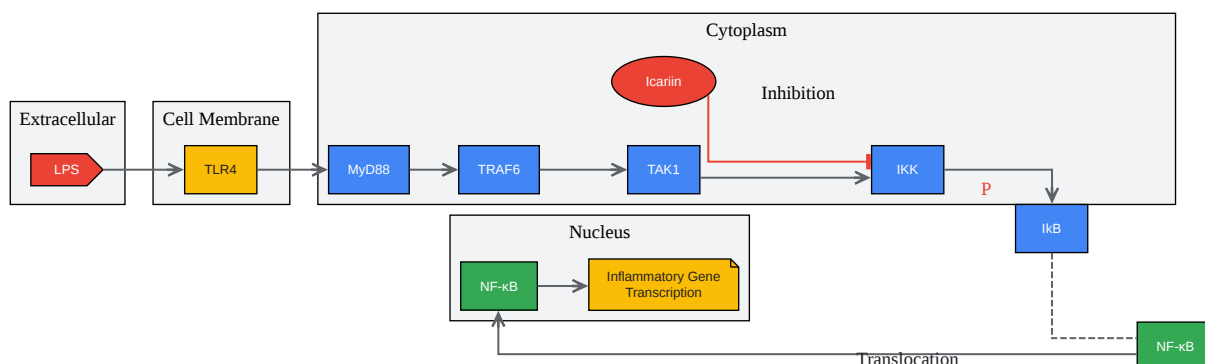 Cytoplasm
Icariin
Inhibition
Extracellular
Cell Membrane
LPS
TLR4
MyD88
TRAF6
TAK1
IKK
P
IkB
Nucleus
NF-κB
Inflammatory Gene
Transcription
NF-κB
Translocation